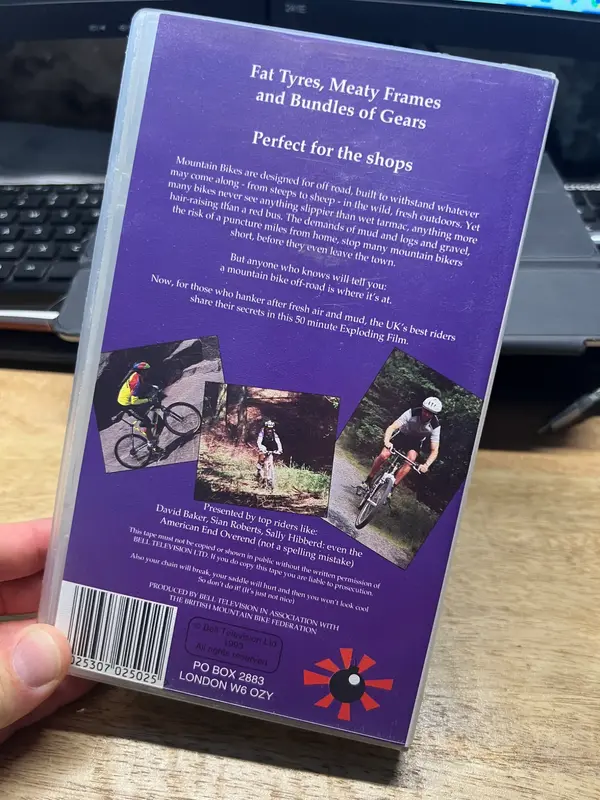 Fat Tyres, Meaty Frames
and Bundles of Gears
Perfect for the shops
Mountain Bikes are designed for off road, built to withstand whatever
may come along - from steeps to sheep - in the wild, fresh outdoors. Yet
many bikes never see anything slippier than wet tarmac, anything more
hair-raising than a red bus. The demands of mud and logs and gravel,
the risk of a puncture miles from home, stop many mountain bikers
short, before they even leave the town.
But anyone who knows will tell you:
a mountain bike off-road is where it's at.
Now, for those who hanker after fresh air and mud, the UK's best riders
share their secrets in this 50 minute Exploding Film.
Presented by top riders like:
David Baker, Sian Roberts, Sally Hibberd: even the
American End Overend (not a spelling mistake)
This tape must not be copied or shown in public without the written permission of
BELL TELEVISION LTD. If you do copy this tape you are liable to prosecution.
Also your chain will break, your saddle will hurt and then you won't look cool
So don't do it! (It's just not nice)
PRODUCED BY BELL TELEVISION IN ASSOCIATION WITH
THE BRITISH MOUNTAIN BIKE FEDERATION
© Bell Television Ltd
1993
All rights reserved
PO BOX 2883
LONDON W6 OZY
025307 025025